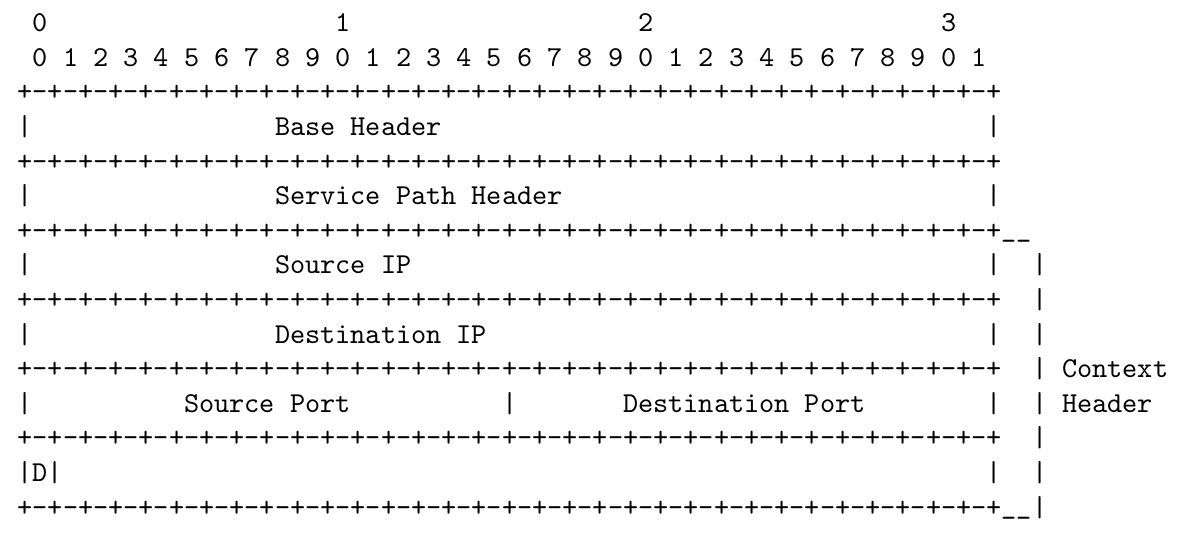 0                   1                   2                   3
 0 1 2 3 4 5 6 7 8 9 0 1 2 3 4 5 6 7 8 9 0 1 2 3 4 5 6 7 8 9 0 1
+-+-+-+-+-+-+-+-+-+-+-+-+-+-+-+-+-+-+-+-+-+-+-+-+-+-+-+-+-+-+-+-+
|                Base Header                                    |
+-+-+-+-+-+-+-+-+-+-+-+-+-+-+-+-+-+-+-+-+-+-+-+-+-+-+-+-+-+-+-+-+
|                Service Path Header                            |
+-+-+-+-+-+-+-+-+-+-+-+-+-+-+-+-+-+-+-+-+-+-+-+-+-+-+-+-+-+-+-+-+__
|                Source IP                                      |  |
+-+-+-+-+-+-+-+-+-+-+-+-+-+-+-+-+-+-+-+-+-+-+-+-+-+-+-+-+-+-+-+-+  |
|                Destination IP                                 |  |
+-+-+-+-+-+-+-+-+-+-+-+-+-+-+-+-+-+-+-+-+-+-+-+-+-+-+-+-+-+-+-+-+  | Context
|          Source Port          |       Destination Port        |  | Header
+-+-+-+-+-+-+-+-+-+-+-+-+-+-+-+-+-+-+-+-+-+-+-+-+-+-+-+-+-+-+-+-+  |
|D|                                                             |  |
+-+-+-+-+-+-+-+-+-+-+-+-+-+-+-+-+-+-+-+-+-+-+-+-+-+-+-+-+-+-+-+-+__|